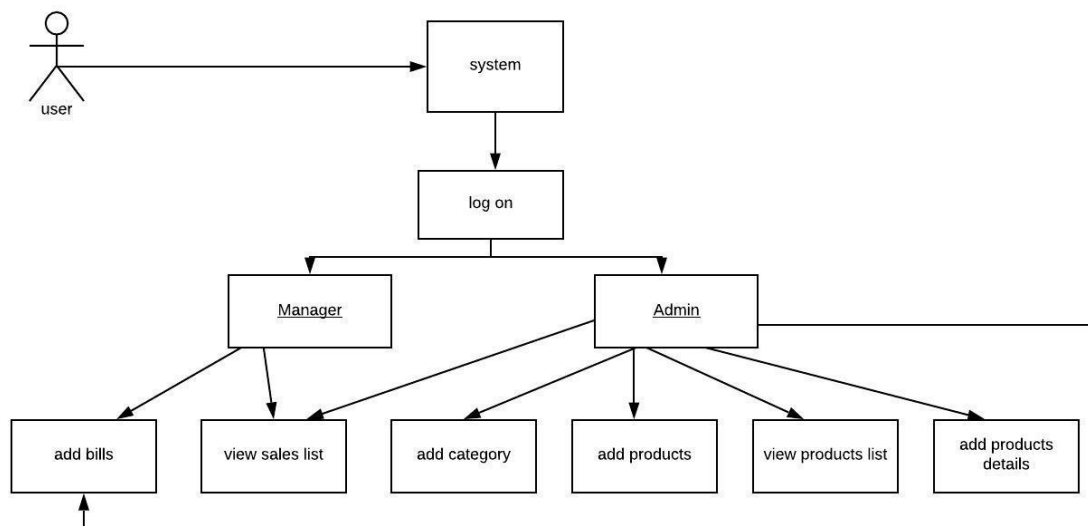 system
user
log on
Manager
Admin
add bills
view sales list
add category
add products
view products list
add products
details